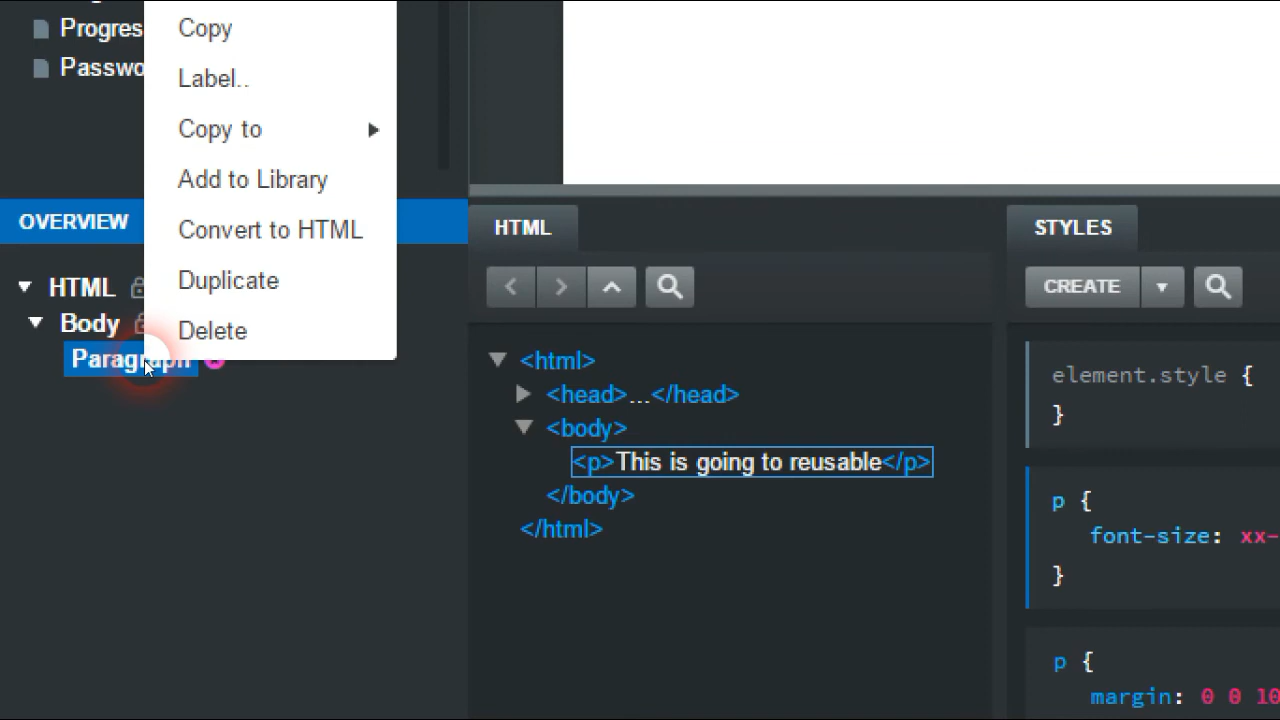 Progres
Passwo
Copy
Label..
Copy to
Add to Library
Convert to HTML
Duplicate
Delete
OVERVIEW
HTML
Body
Paragraph
HTML
<html>
<head>...</head>
<body>
<p>This is going to reusable</p>
</body>
</html>
STYLES
CREATE
element.style {
}
p {
font-size: xx-
}
p {
margin: 0 0 10